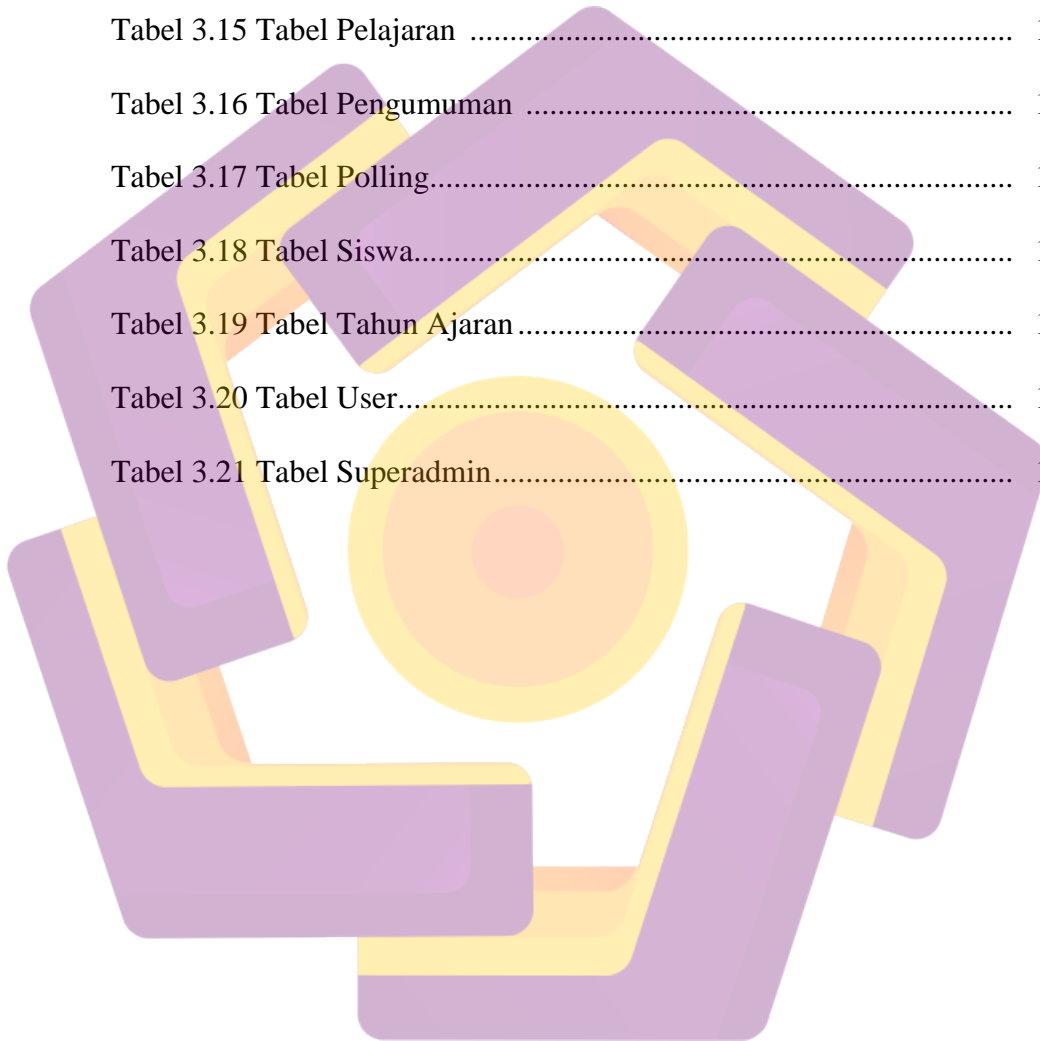 Tabel 3.15 Tabel Pelajaran ....................................................................
Tabel 3.16 Tabel Pengumuman .............................................................
Tabel 3.17 Tabel Polling.........................................................................
Tabel 3.18 Tabel Siswa...........................................................................
Tabel 3.19 Tabel Tahun Ajaran..............................................................
Tabel 3.20 Tabel User.............................................................................
Tabel 3.21 Tabel Superadmin.................................................................